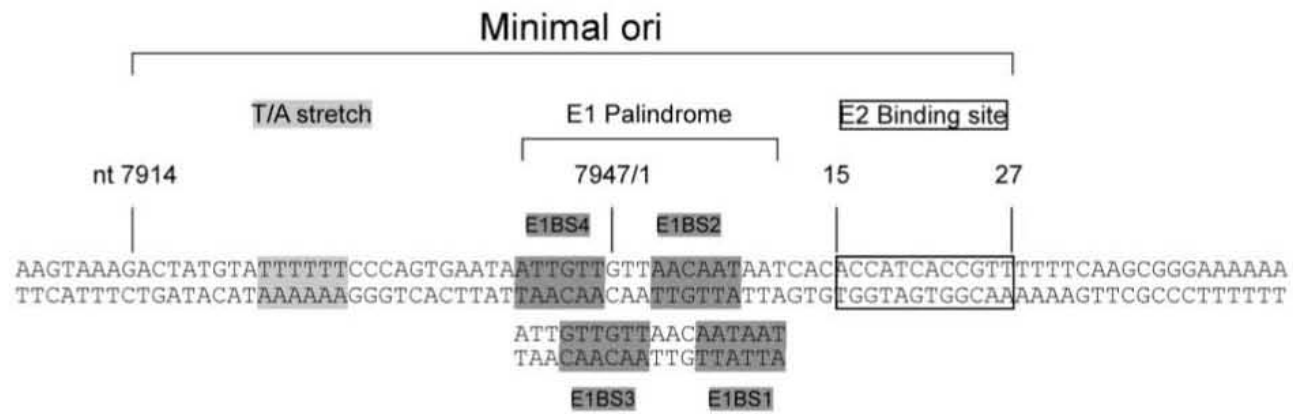 Minimal ori
T/A stretch E1 Palindrome E2 Binding site
nt 7914 7947/1 15 27
E1BS4 E1BS2
AAGTAAAGACTATGTATTTTTTCCCAGTGAATAATTGTTGTTAACAATAATCACACCATCACCGTTTTTTCAAGCGGGAAAAAA
TTCATTTCTGATACATAAAAAAGGGTCACTTATTAACAACAATTGTTATTAGTGTGGTAGTGGCAAAAAAGTTCGCCCTTTTTT
ATTGTTGTTAACAATAAT
TAACAACAATTGTTATTA
E1BS3 E1BS1